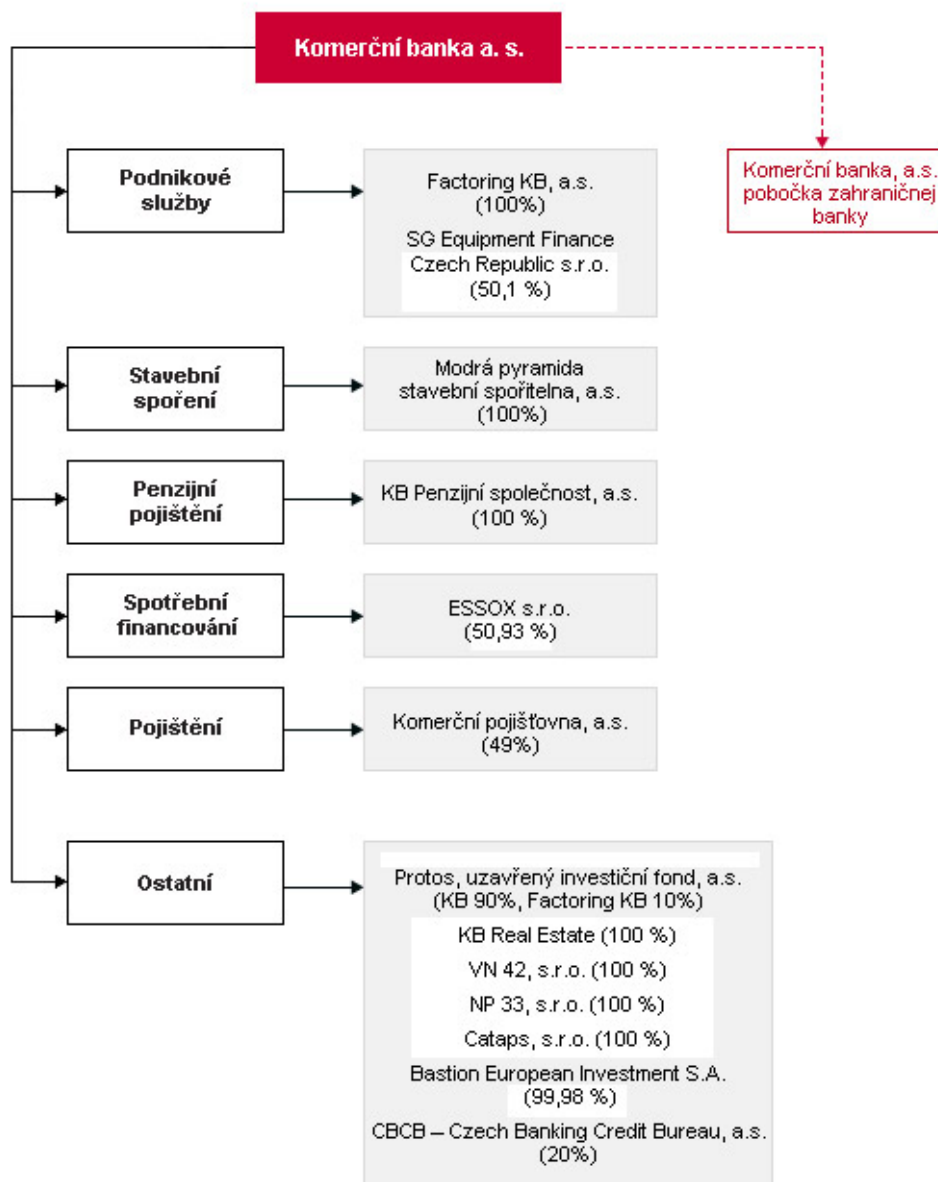 Komerční banka a. s.
Komerční banka, a.s.
pobočka zahraničnej
banky
Podnikové
služby
Factoring KB, a.s.
(100%)
SG Equipment Finance
Czech Republic s.r.o.
(50,1 %)
Stavební
spoření
Modrá pyramida
stavební spořitelna, a.s.
(100%)
Penzijní
pojištění
KB Penzijní společnost, a.s.
(100 %)
Spotřební
financování
ESSOX s.r.o.
(50,93 %)
Pojištění
Komerční pojišťovna, a.s.
(49%)
Ostatní
Protos, uzavřený investiční fond, a.s.
(KB 90%, Factoring KB 10%)
KB Real Estate (100 %)
VN 42, s.r.o. (100 %)
NP 33, s.r.o. (100 %)
Cataps, s.r.o. (100 %)
Bastion European Investment S.A.
(99,98 %)
CBCB – Czech Banking Credit Bureau, a.s.
(20%)